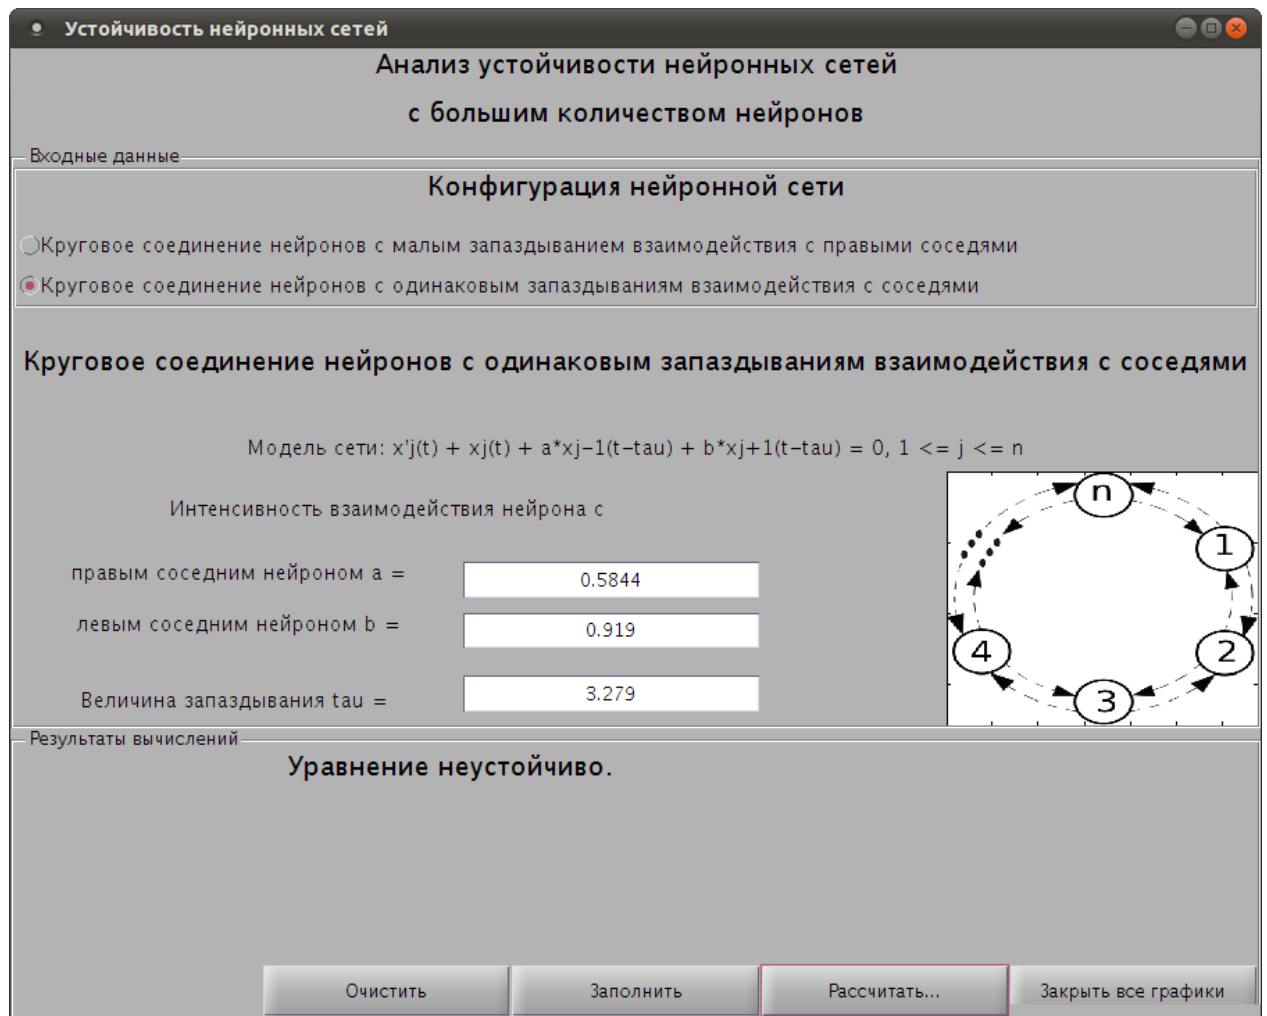 Устойчивость нейронных сетей
Анализ устойчивости нейронных сетей
с большим количеством нейронов
Входные данные
Конфигурация нейронной сети
Круговое соединение нейронов с малым запаздыванием взаимодействия с правыми соседями
Круговое соединение нейронов с одинаковым запаздываниям взаимодействия с соседями
Круговое соединение нейронов с одинаковым запаздываниям взаимодействия с соседями
Модель сети: x'j(t) + xj(t) + a*xj-1(t-tau) + b*xj+1(t-tau) = 0, 1 <= j <= n
Интенсивность взаимодействия нейрона с
правым соседним нейроном a =
0.5844
левым соседним нейроном b =
0.919
Величина запаздывания tau =
3.279
n
1
2
3
4
Результаты вычислений
Уравнение неустойчиво.
Очистить
Заполнить
Рассчитать...
Закрыть все графики